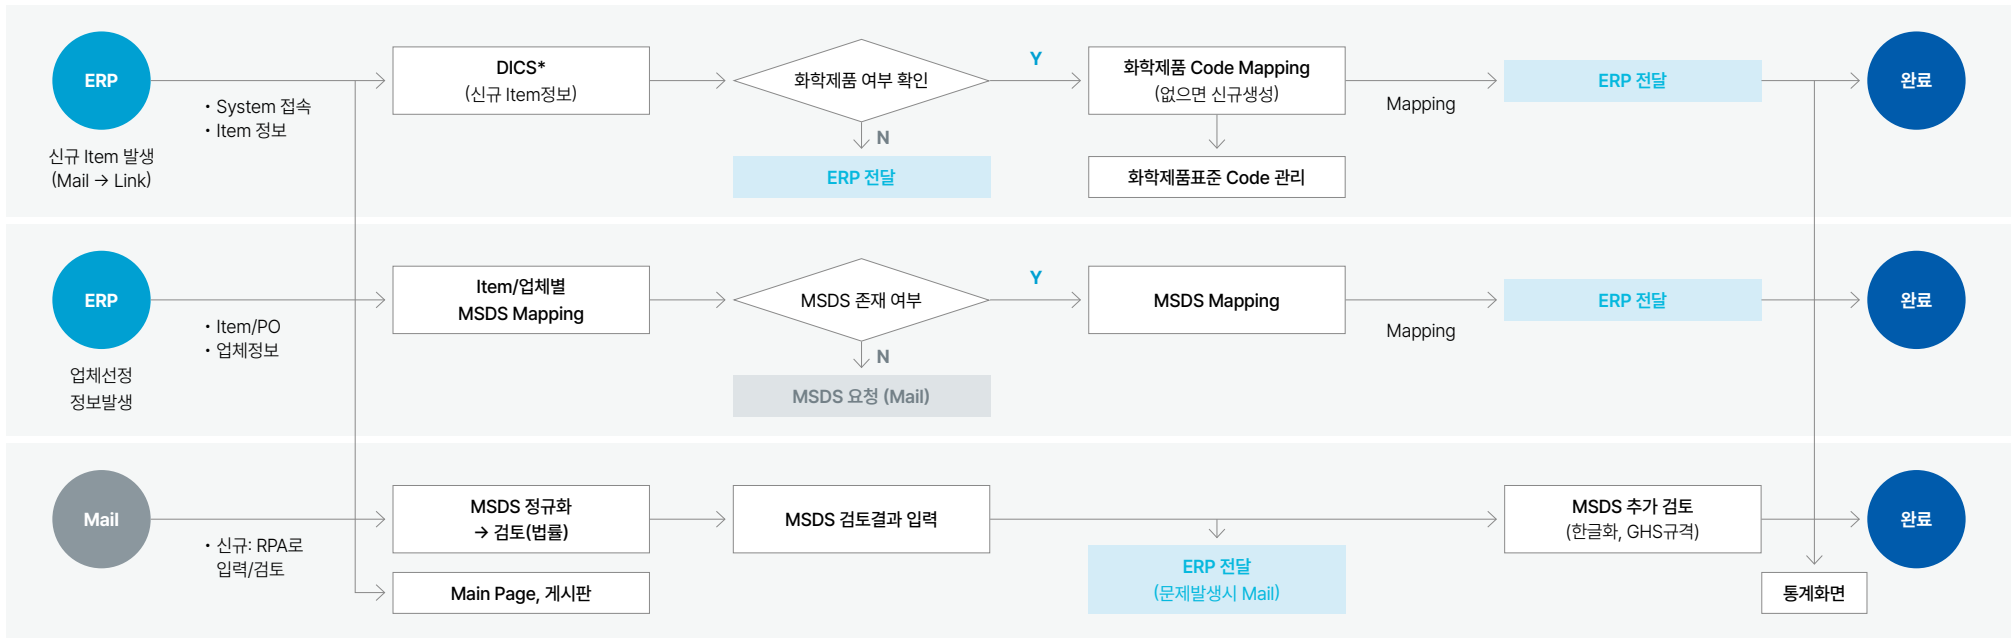 ERP
신규 Item 발생
(Mail → Link)
• System 접속
• Item 정보
DICS*
(신규 Item정보)
화학제품 여부 확인
N
ERP 전달
Y
화학제품 Code Mapping
(없으면 신규생성)
화학제품표준 Code 관리
Mapping
ERP 전달
완료
ERP
업체선정
정보발생
• Item/PO
• 업체정보
Item/업체별
MSDS Mapping
MSDS 존재 여부
N
MSDS 요청 (Mail)
Y
MSDS Mapping
Mapping
ERP 전달
완료
Mail
• 신규: RPA로
입력/검토
MSDS 정규화
→ 검토(법률)
Main Page, 게시판
MSDS 검토결과 입력
ERP 전달
(문제발생시 Mail)
MSDS 추가 검토
(한글화, GHS규격)
통계화면
완료